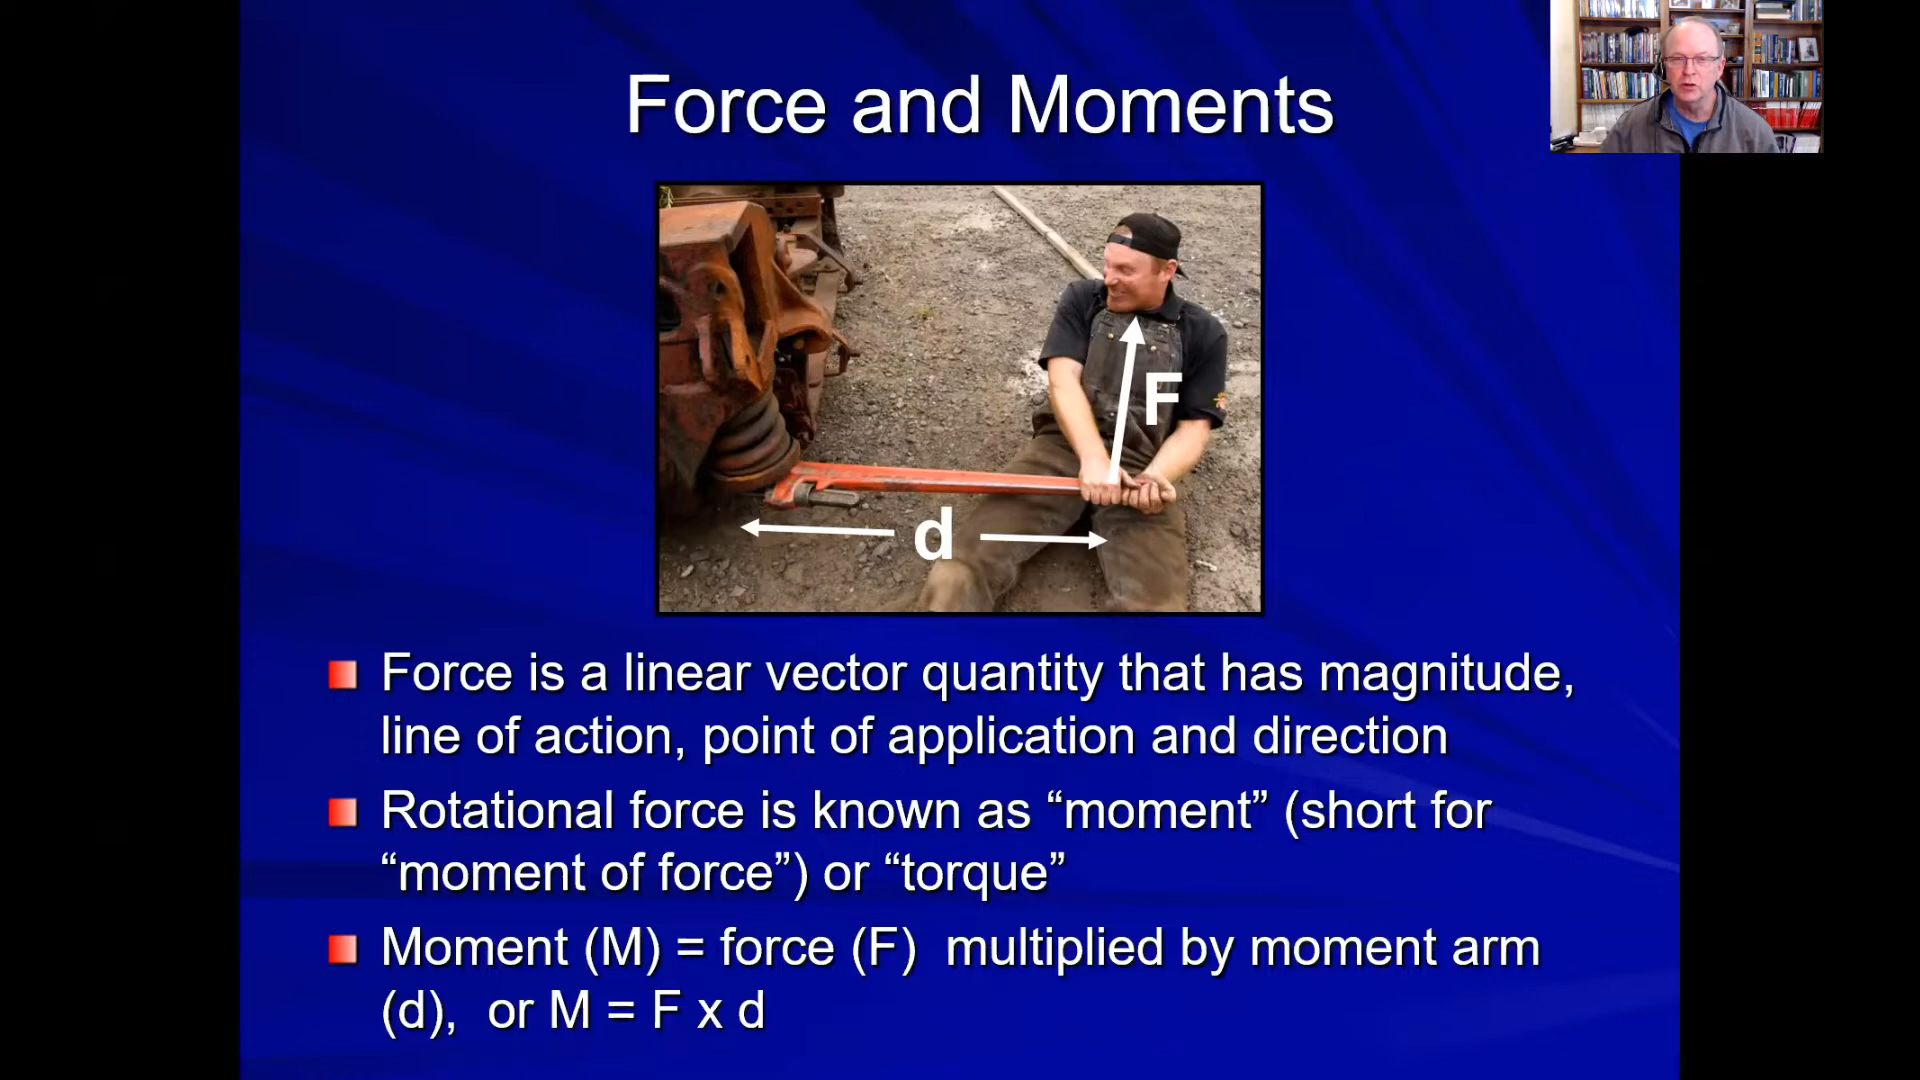 Force and Moments
F
d
Force is a linear vector quantity that has magnitude,
line of action, point of application and direction
Rotational force is known as “moment” (short for
“moment of force”) or “torque”
Moment (M) = force (F)  multiplied by moment arm
(d),  or M = F x d